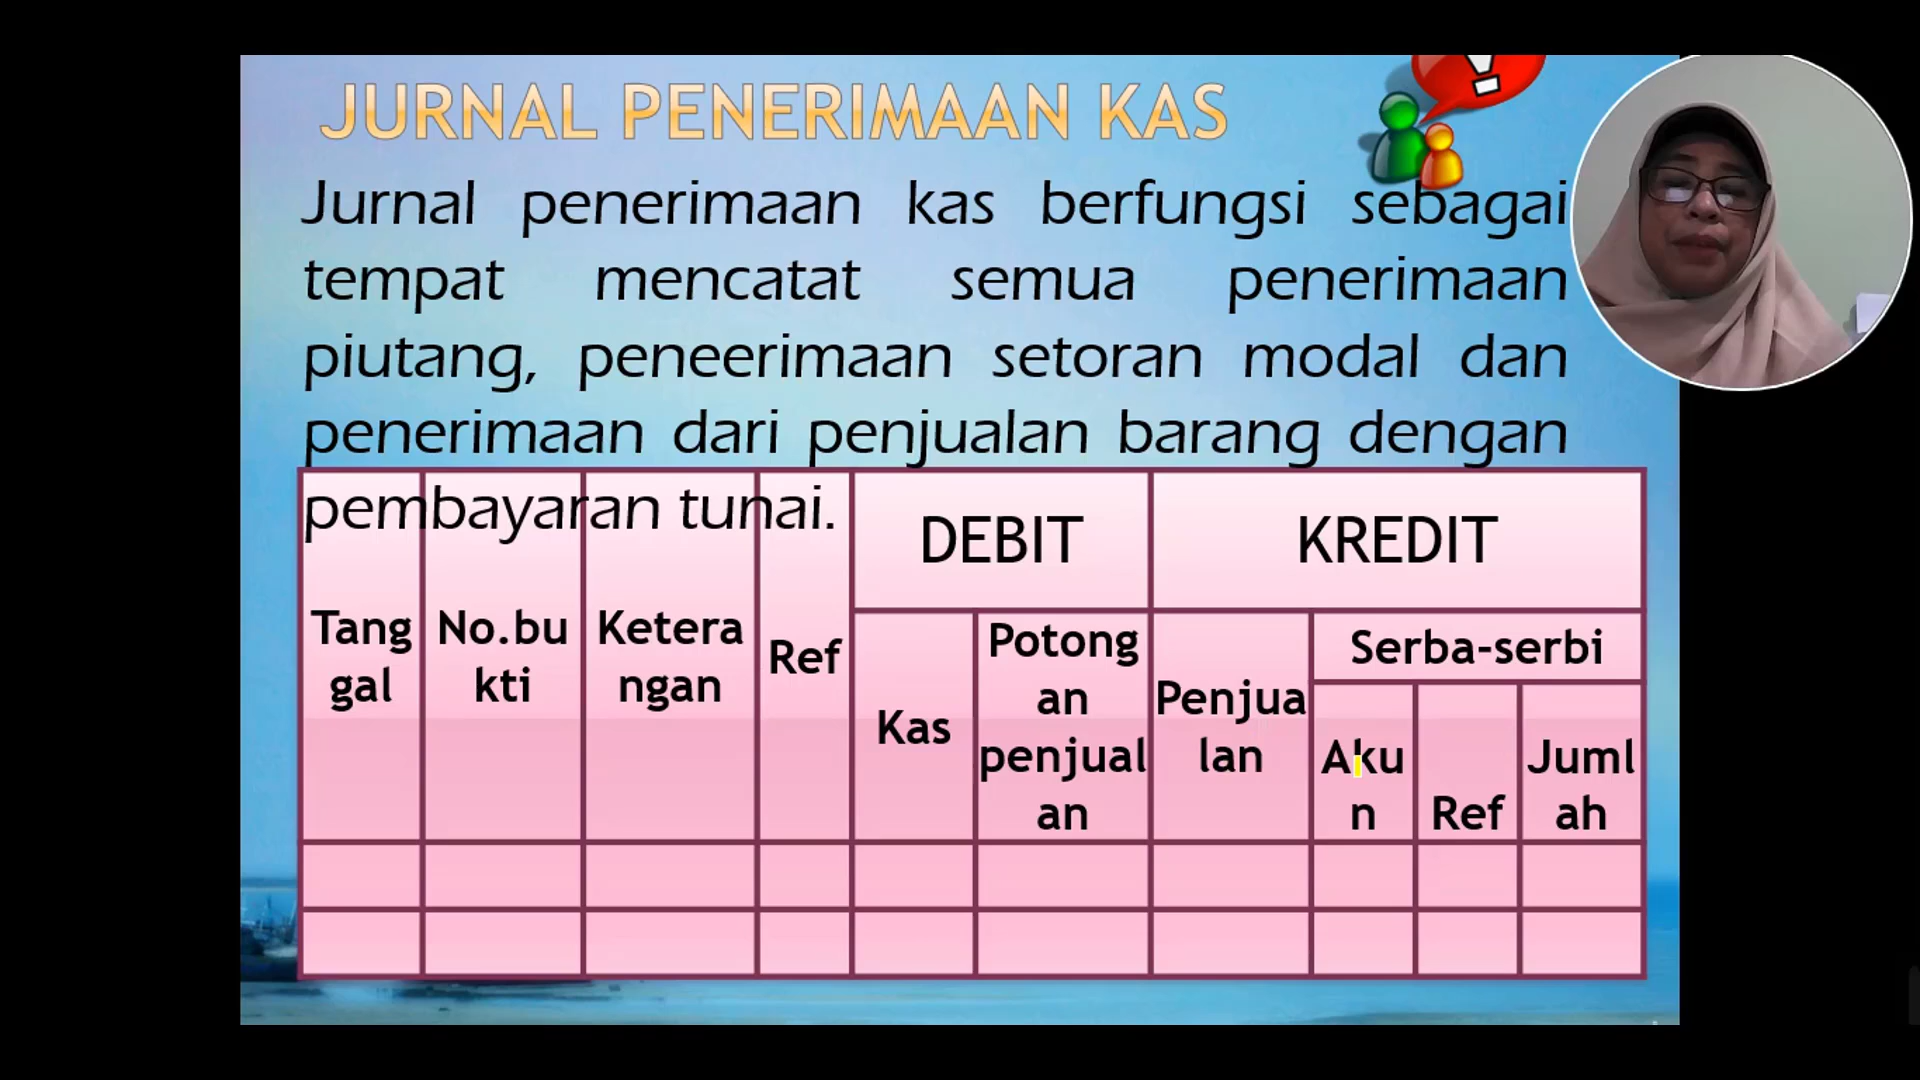 JURNAL PENERIMAAN KAS
Jurnal penerimaan kas berfungsi sebagai
tempat mencatat semua penerimaan
piutang, peneerimaan setoran modal dan
penerimaan dari penjualan barang dengan
pembayaran tunai.
DEBIT
KREDIT
Tang
gal
No.bu
kti
Ketera
ngan
Ref
Kas
Potong
an
penjual
an
Penjua
lan
Serba-serbi
Aku
n
Ref
Juml
ah